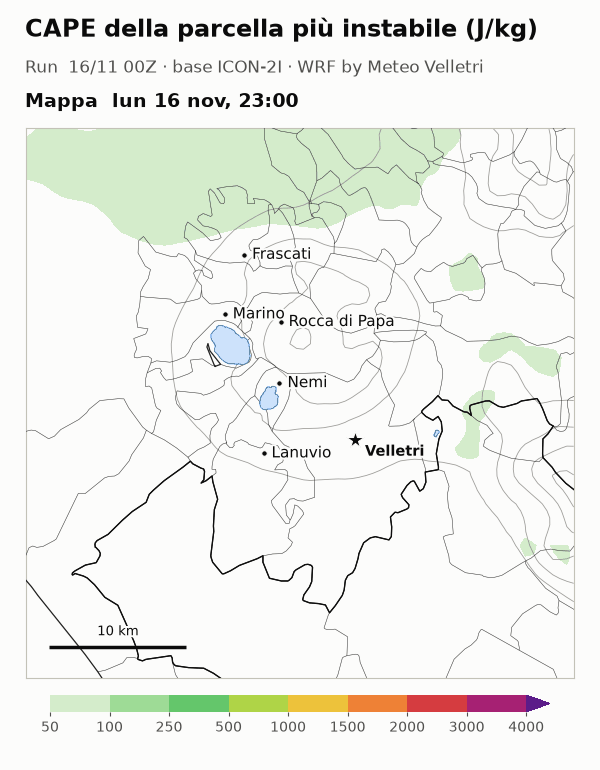 CAPE della parcella più instabile (J/kg)
Run  16/11 00Z · base ICON-2I · WRF by Meteo Velletri
Mappa  lun 16 nov, 23:00
Frascati
Marino
Rocca di Papa
Nemi
Velletri
Lanuvio
10 km
50 100 250 500 1000 1500 2000 3000 4000